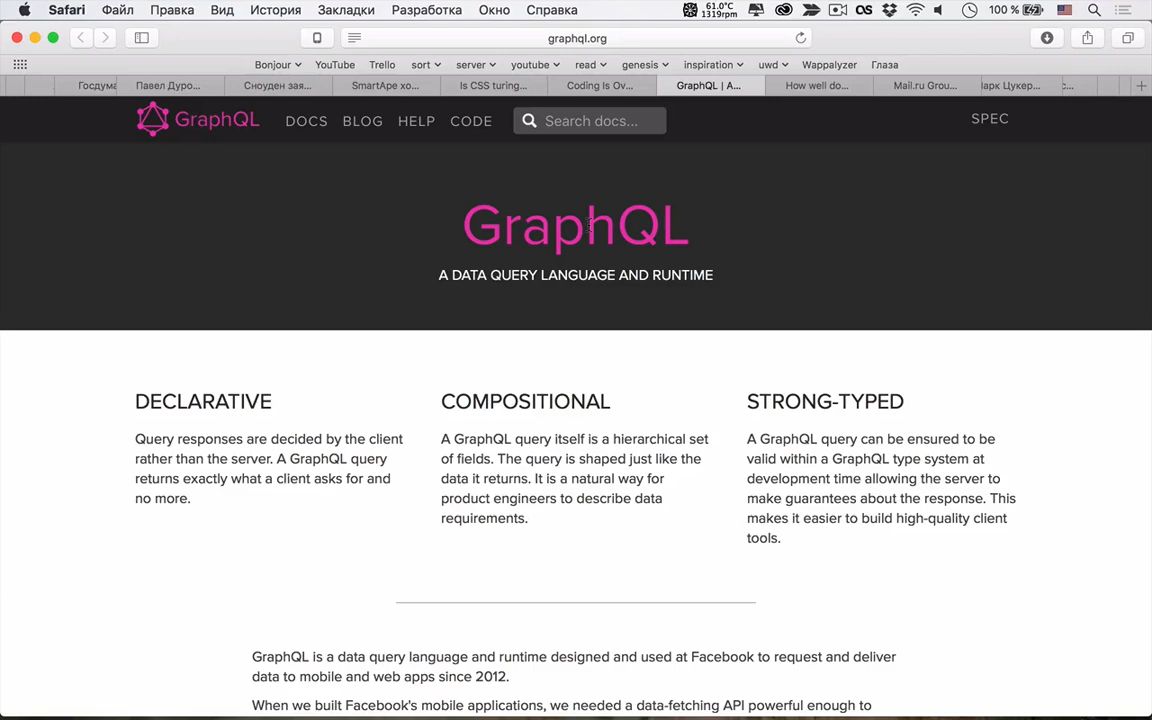 Safari Файл Правка Вид История Закладки Разработка Окно Справка 61.0°C 1319rpm 100 %
graphql.org
Bonjour YouTube Trello sort server youtube read genesis inspiration uwd Wappalyzer Глаза
Госдума Павел Дуро... Сноуден зая... SmartApe хо... Is CSS turing... Coding Is Ov... GraphQL | A... How well do... Mail.ru Grou... арк Цукер... с...
GraphQL DOCS BLOG HELP CODE Search docs... SPEC
GraphQL
A DATA QUERY LANGUAGE AND RUNTIME
DECLARATIVE
Query responses are decided by the client
rather than the server. A GraphQL query
returns exactly what a client asks for and
no more.
COMPOSITIONAL
A GraphQL query itself is a hierarchical set
of fields. The query is shaped just like the
data it returns. It is a natural way for
product engineers to describe data
requirements.
STRONG-TYPED
A GraphQL query can be ensured to be
valid within a GraphQL type system at
development time allowing the server to
make guarantees about the response. This
makes it easier to build high-quality client
tools.
GraphQL is a data query language and runtime designed and used at Facebook to request and deliver
data to mobile and web apps since 2012.
When we built Facebook's mobile applications, we needed a data-fetching API powerful enough to